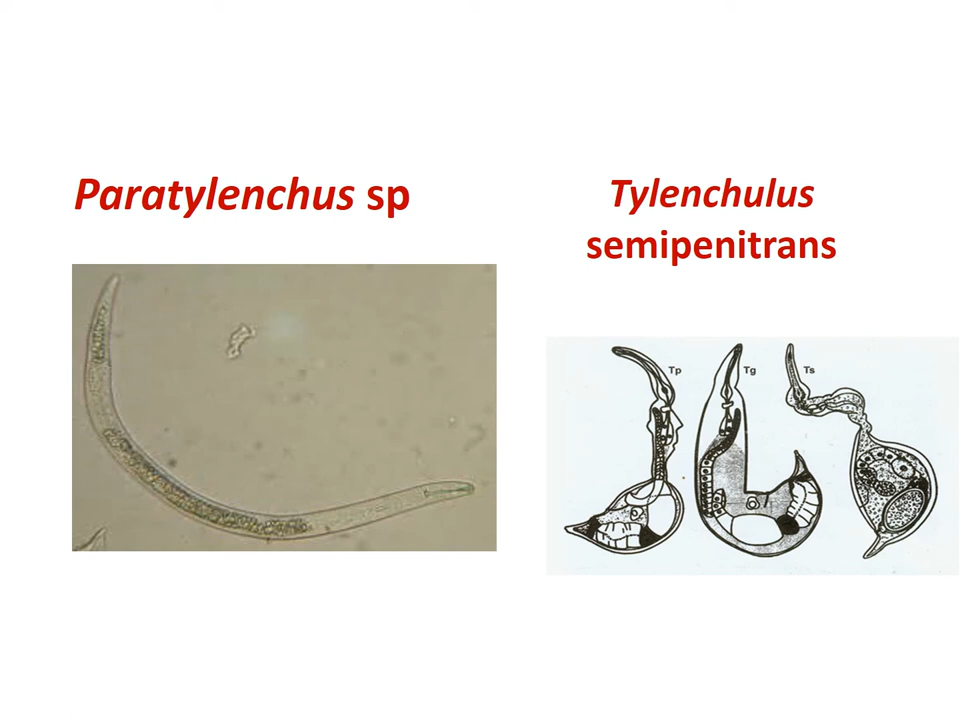 Paratylenchus sp
Tylenchulus
semipenitrans
Tp
Tg
Ts